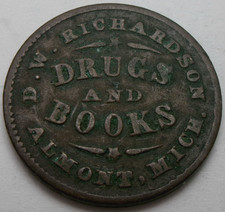 D. W. RICHARDSON
DRUGS
AND
BOOKS
ALMONT, MICH.